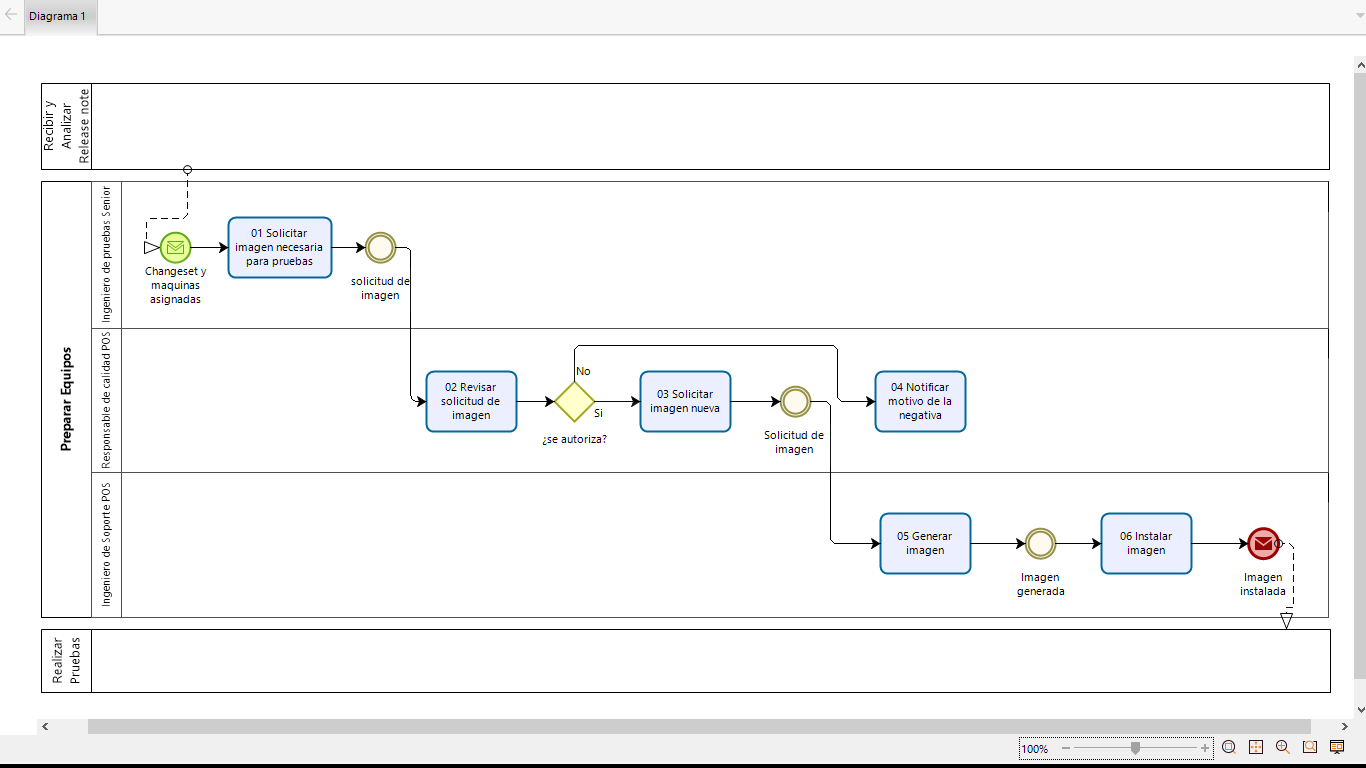 Diagrama 1
Recibir y
Analizar
Release note
Preparar Equipos
Ingeniero de pruebas Senior
Changeset y
maquinas
asignadas
01 Solicitar
imagen necesaria
para pruebas
solicitud de
imagen
Responsable de calidad POS
02 Revisar
solicitud de
imagen
No
Si
¿se autoriza?
03 Solicitar
imagen nueva
Solicitud de
imagen
04 Notificar
motivo de la
negativa
Ingeniero de Soporte POS
05 Generar
imagen
Imagen
generada
06 Instalar
imagen
Imagen
instalada
Realizar
Pruebas
100%